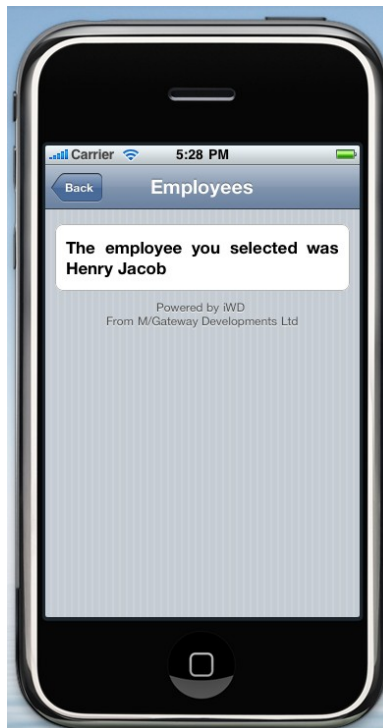 Carrier 5:28 PM
Back Employees
The employee you selected was
Henry Jacob
Powered by iWD
From M/Gateway Developments Ltd